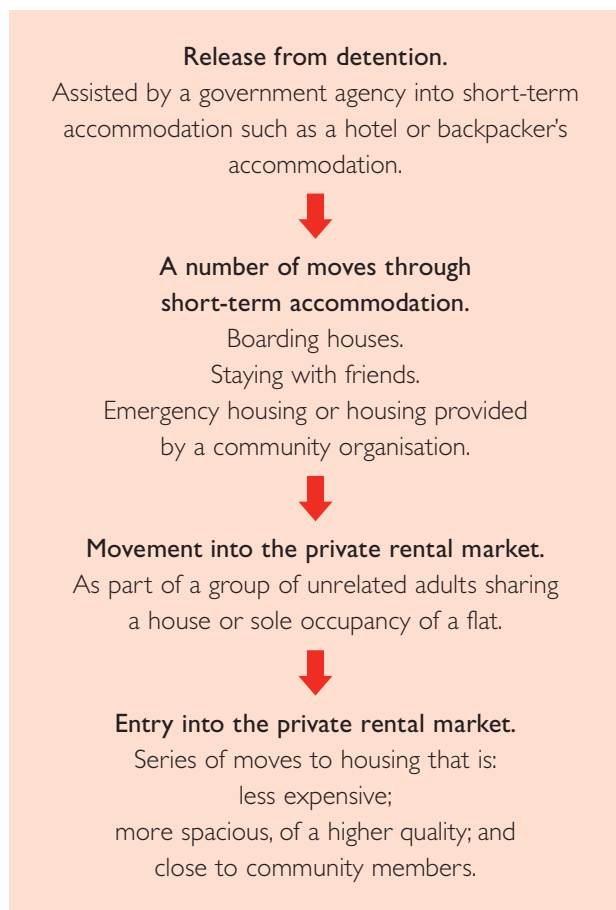 Release from detention.
Assisted by a government agency into short-term
accommodation such as a hotel or backpacker’s
accommodation.
A number of moves through
short-term accommodation.
Boarding houses.
Staying with friends.
Emergency housing or housing provided
by a community organisation.
Movement into the private rental market.
As part of a group of unrelated adults sharing
a house or sole occupancy of a flat.
Entry into the private rental market.
Series of moves to housing that is:
less expensive;
more spacious, of a higher quality; and
close to community members.